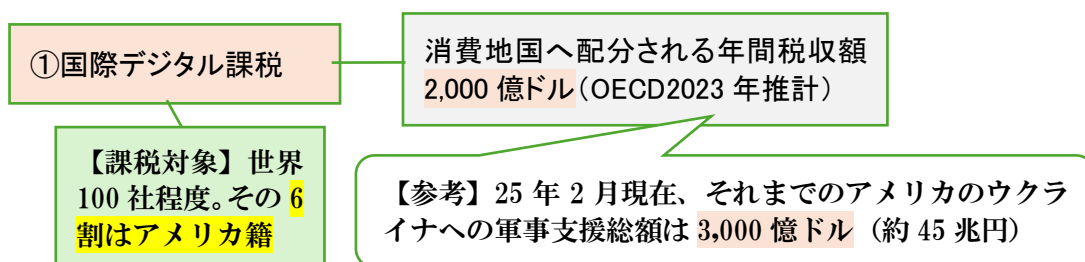 ①国際デジタル課税
消費地国へ配分される年間税収額
2,000 億ドル(OECD2023 年推計)
【課税対象】世界
100 社程度。その 6
割はアメリカ籍
【参考】25 年 2 月現在、それまでのアメリカのウクラ
イナへの軍事支援総額は 3,000 億ドル（約 45 兆円）